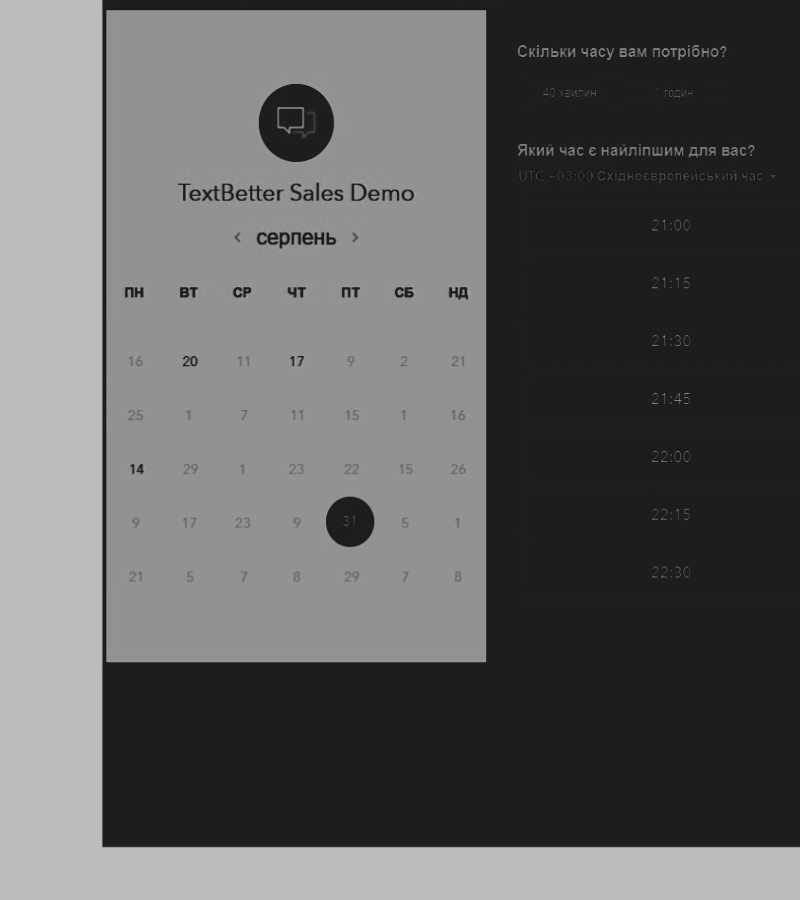 TextBetter Sales Demo
‹ серпень ›
ПН ВТ СР ЧТ ПТ СБ НД
16 20 11 17 9 2 21
25 1 7 11 15 1 16
14 29 1 23 22 15 26
9 17 23 9 31 5 1
21 5 7 8 29 7 8
Скільки часу вам потрібно?
40 хвилин 1 годин
Який час є найліпшим для вас?
UTC +03:00 Східноєвропейський час
21:00
21:15
21:30
21:45
22:00
22:15
22:30